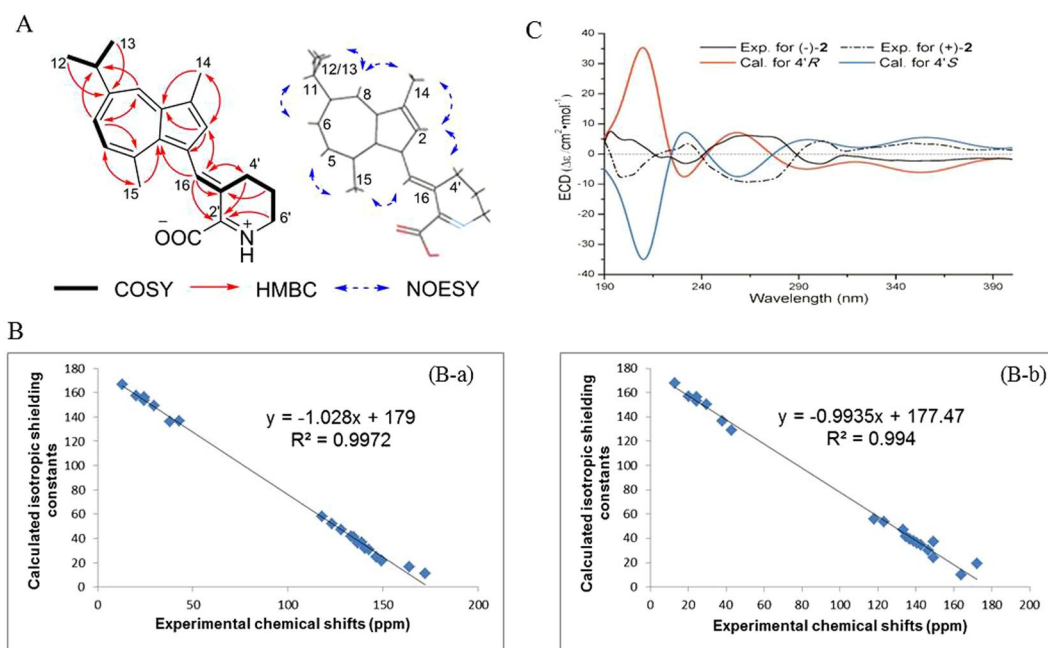 A
13
12
14
15
16
4'
2'
6'
⁻OOC
N
+
H
12/13
11
8
14
6
2
5
15
16
4'
COSY HMBC NOESY
C
Exp. for (-)-2 Exp. for (+)-2
Cal. for 4'R Cal. for 4'S
ECD (Δε /cm²•mol⁻¹)
40
30
20
10
0
-10
-20
-30
-40
190 240 290 340 390
Wavelength (nm)
B
(B-a)
y = -1.028x + 179
R² = 0.9972
Calculated isotropic shielding
constants
180
160
140
120
100
80
60
40
20
0
0 50 100 150 200
Experimental chemical shifts (ppm)
(B-b)
y = -0.9935x + 177.47
R² = 0.994
Calculated isotropic shielding
constants
180
160
140
120
100
80
60
40
20
0
0 20 40 60 80 100 120 140 160 180 200
Experimental chemical shifts (ppm)